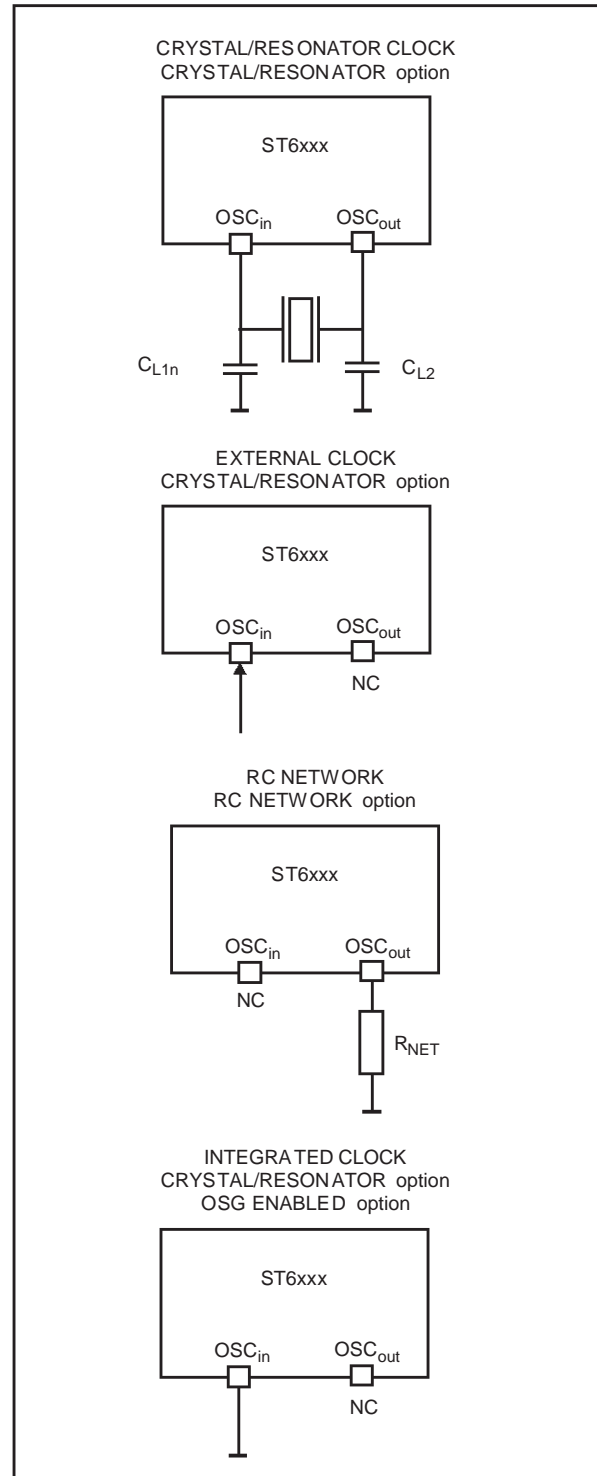 CRYSTAL/RESONATOR CLOCK
CRYSTAL/RESONATOR option
ST6xxx
OSCin OSCout
CL1n CL2
EXTERNAL CLOCK
CRYSTAL/RESONATOR option
ST6xxx
OSCin OSCout
NC
RC NETWORK
RC NETWORK option
ST6xxx
OSCin OSCout
NC
RNET
INTEGRATED CLOCK
CRYSTAL/RESONATOR option
OSG ENABLED option
ST6xxx
OSCin OSCout
NC